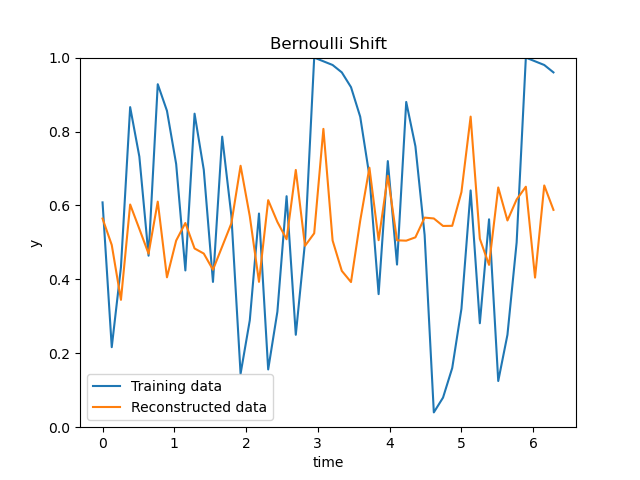 Bernoulli Shift
1.0
0.8
0.6
0.4
0.2
0.0
y
Training data
Reconstructed data
0 1 2 3 4 5 6
time